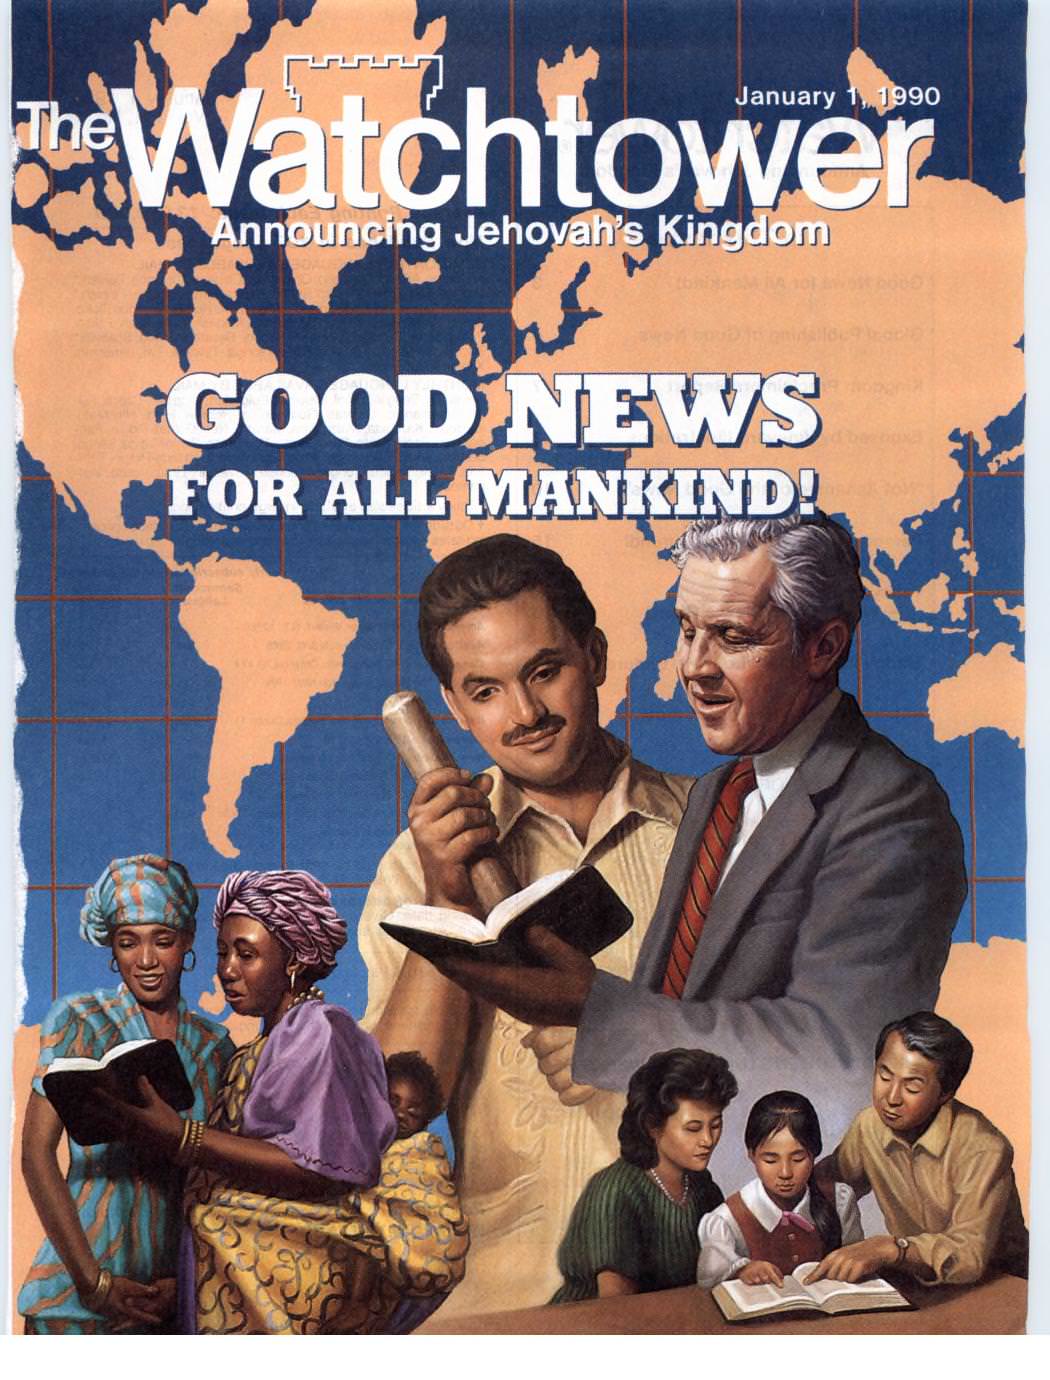 January 1, 1990
The Watchtower
Announcing Jehovah's Kingdom
GOOD NEWS
FOR ALL MANKIND!